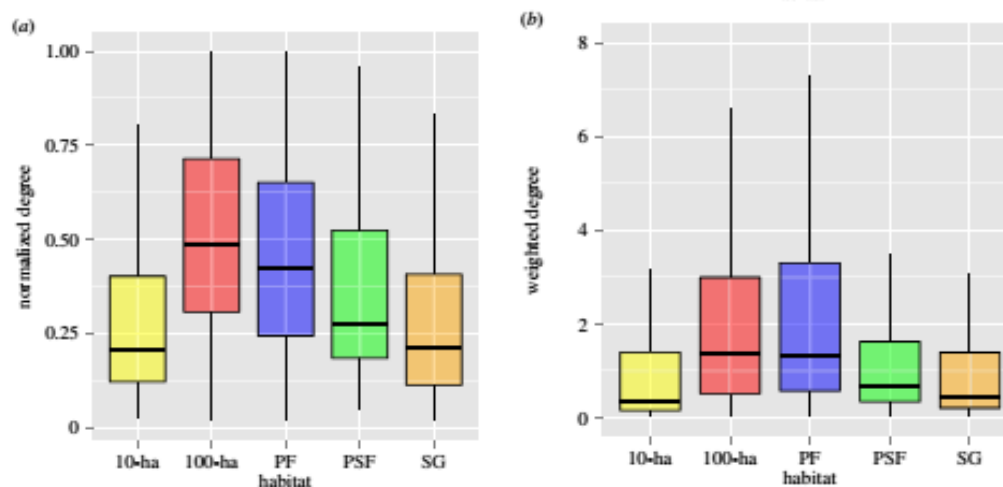 (a)
normalized degree
1.00
0.75
0.50
0.25
0
10-ha 100-ha PF PSF SG
habitat
(b)
weighted degree
8
6
4
2
0
10-ha 100-ha PF PSF SG
habitat